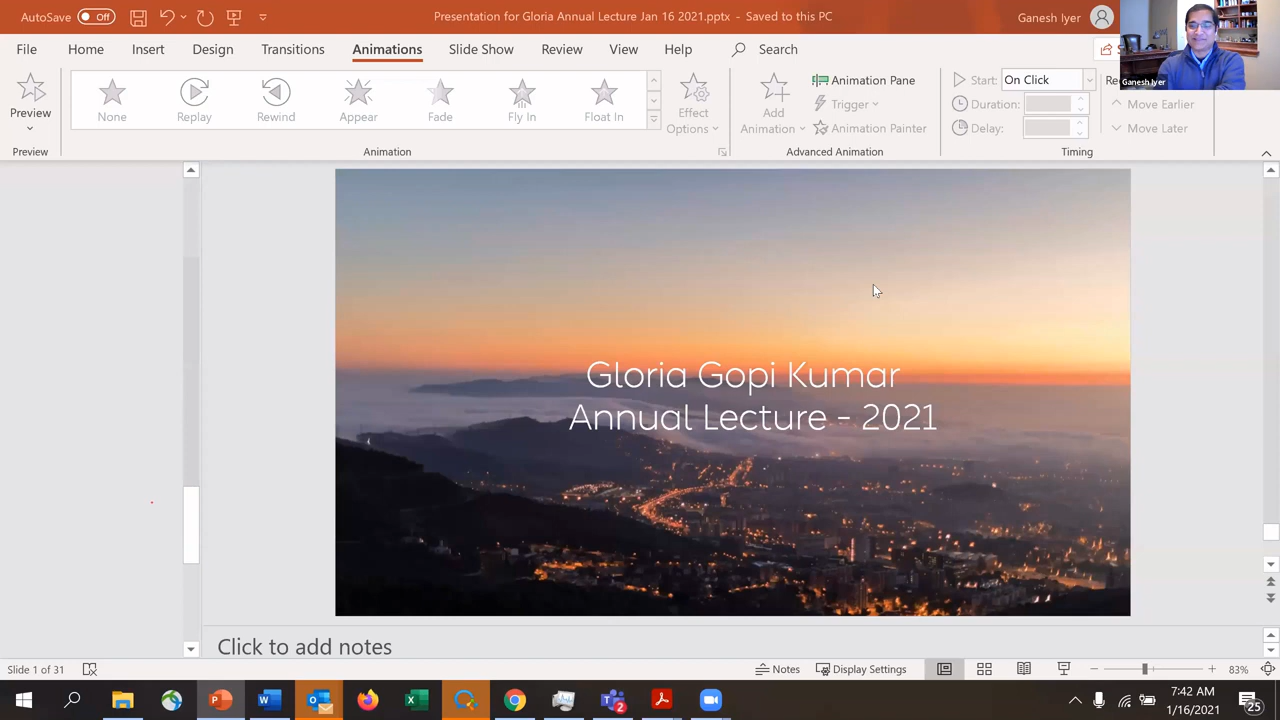 AutoSave Off
Presentation for Gloria Annual Lecture Jan 16 2021.pptx - Saved to this PC
Ganesh Iyer
File Home Insert Design Transitions Animations Slide Show Review View Help Search
Ganesh Iyer
Preview
None Replay Rewind Appear Fade Fly In Float In
Effect
Options
Add
Animation
Animation Pane
Trigger
Animation Painter
Start: On Click
Duration:
Move Earlier
Delay:
Move Later
Preview Animation Advanced Animation Timing
Gloria Gopi Kumar
Annual Lecture - 2021
Click to add notes
Slide 1 of 31 Notes Display Settings 83%
7:42 AM
1/16/2021
2
25